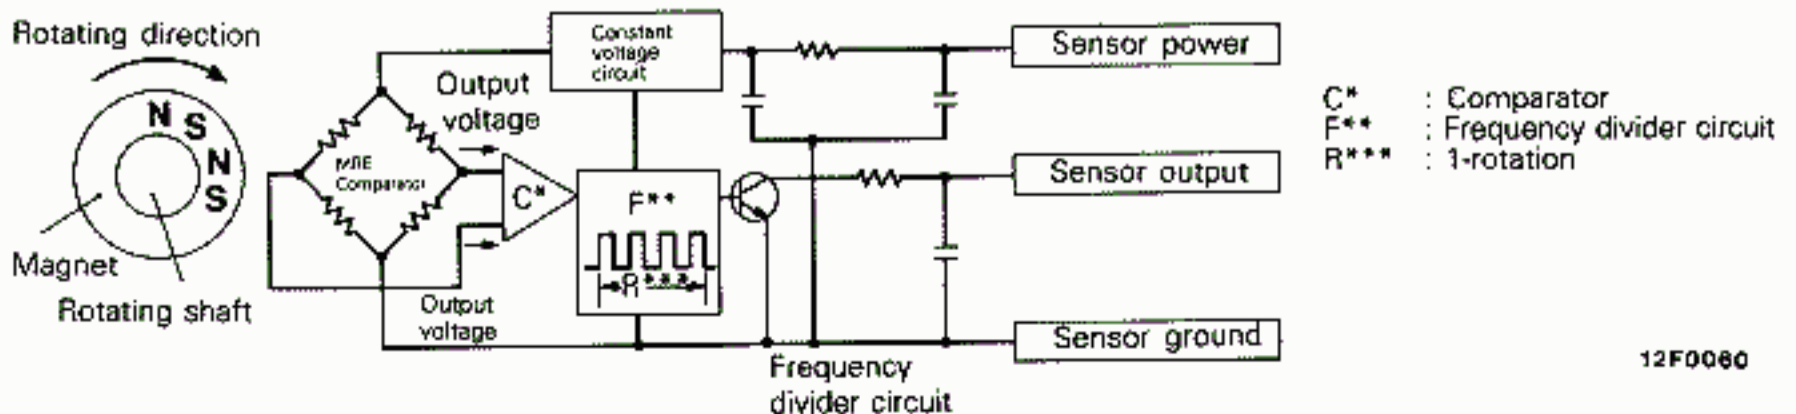 Rotating direction
N
S
N
S
Magnet
Rotating shaft
Constant
voltage
circuit
Output
voltage
MRE
Comparator
C*
F**
R***
Output
voltage
Frequency
divider circuit
Sensor power
Sensor output
Sensor ground
C* : Comparator
F** : Frequency divider circuit
R*** : 1-rotation
12F0060